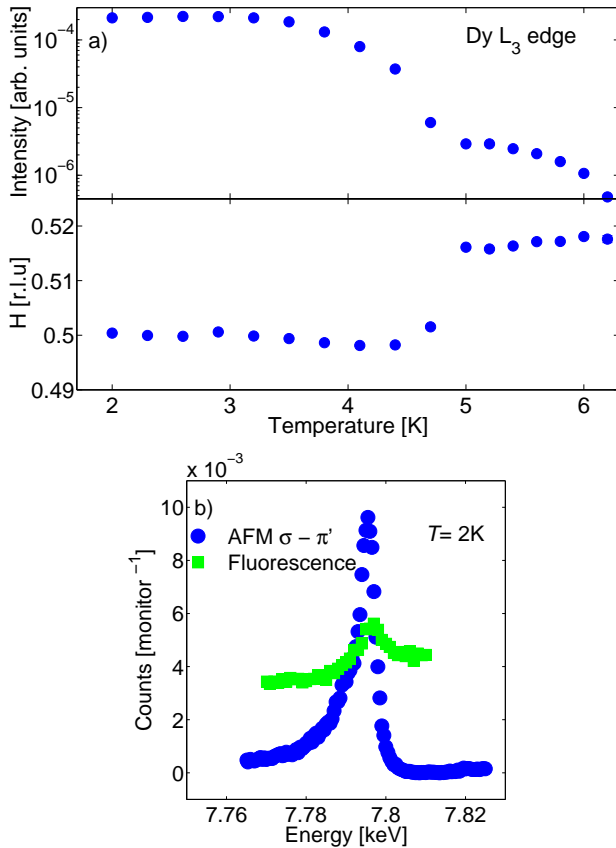 a)
Dy L₃ edge
Intensity [arb. units]
10⁻⁴
10⁻⁵
10⁻⁶
H [r.l.u]
0.52
0.51
0.5
0.49
2 3 4 5 6
Temperature [K]
x 10⁻³
b)
AFM σ − π'
Fluorescence
T= 2K
Counts [monitor⁻¹]
10
8
6
4
2
0
7.76 7.78 7.8 7.82
Energy [keV]